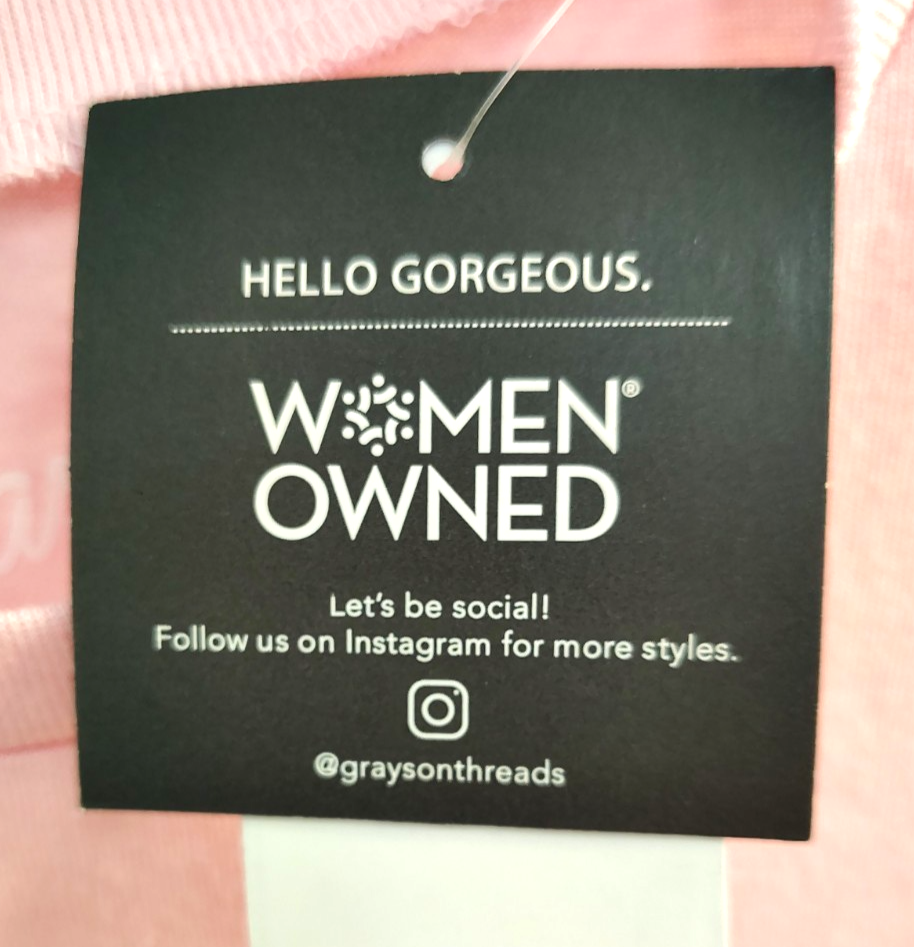 HELLO GORGEOUS.
WOMEN®
OWNED
Let's be social!
Follow us on Instagram for more styles.
@graysonthreads